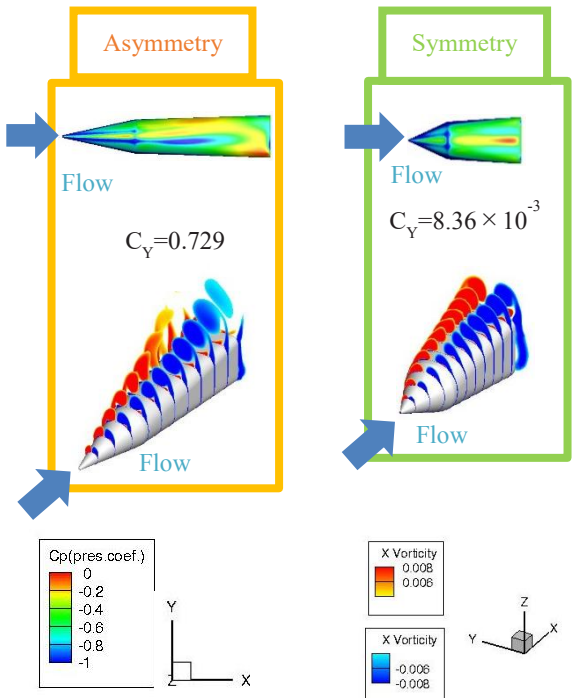 Asymmetry
Flow
C_Y=0.729
Flow
Symmetry
Flow
C_Y=8.36 × 10^-3
Flow
Cp(pres.coef.)
0
-0.2
-0.4
-0.6
-0.8
-1
Y
Z
X
X Vorticity
0.008
0.006
X Vorticity
-0.006
-0.008
Z
Y
X